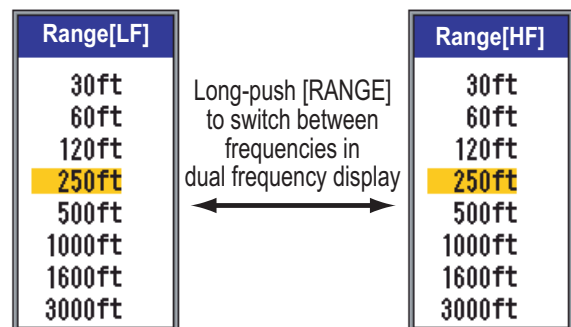 Range[LF]
30ft
60ft
120ft
250ft
500ft
1000ft
1600ft
3000ft
Long-push [RANGE]
to switch between
frequencies in
dual frequency display
Range[HF]
30ft
60ft
120ft
250ft
500ft
1000ft
1600ft
3000ft